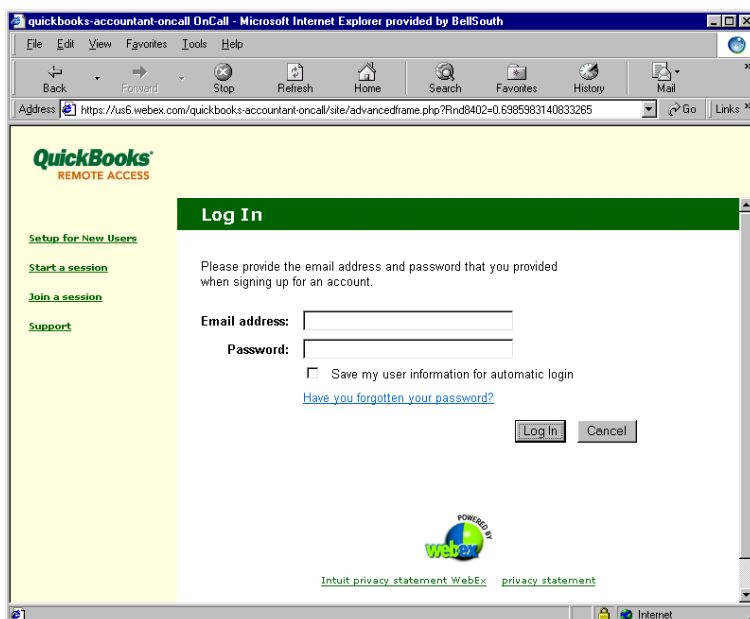 quickbooks-accountant-oncall OnCall - Microsoft Internet Explorer provided by BellSouth
File Edit View Favorites Tools Help
Back Forward Stop Refresh Home Search Favorites History Mail
Address https://us6.webex.com/quickbooks-accountant-oncall/site/advancedframe.php?Rnd8402=0.6985983140833265 Go Links
QuickBooks
REMOTE ACCESS
Log In
Setup for New Users
Start a session
Join a session
Support
Please provide the email address and password that you provided
when signing up for an account.
Email address:
Password:
Save my user information for automatic login
Have you forgotten your password?
Log In Cancel
POWERED BY
webex
Intuit privacy statement WebEx privacy statement
Internet